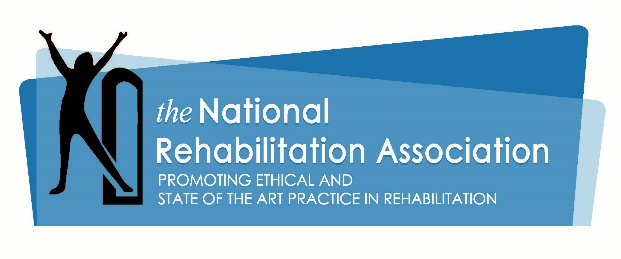 the National
Rehabilitation Association
PROMOTING ETHICAL AND
STATE OF THE ART PRACTICE IN REHABILITATION